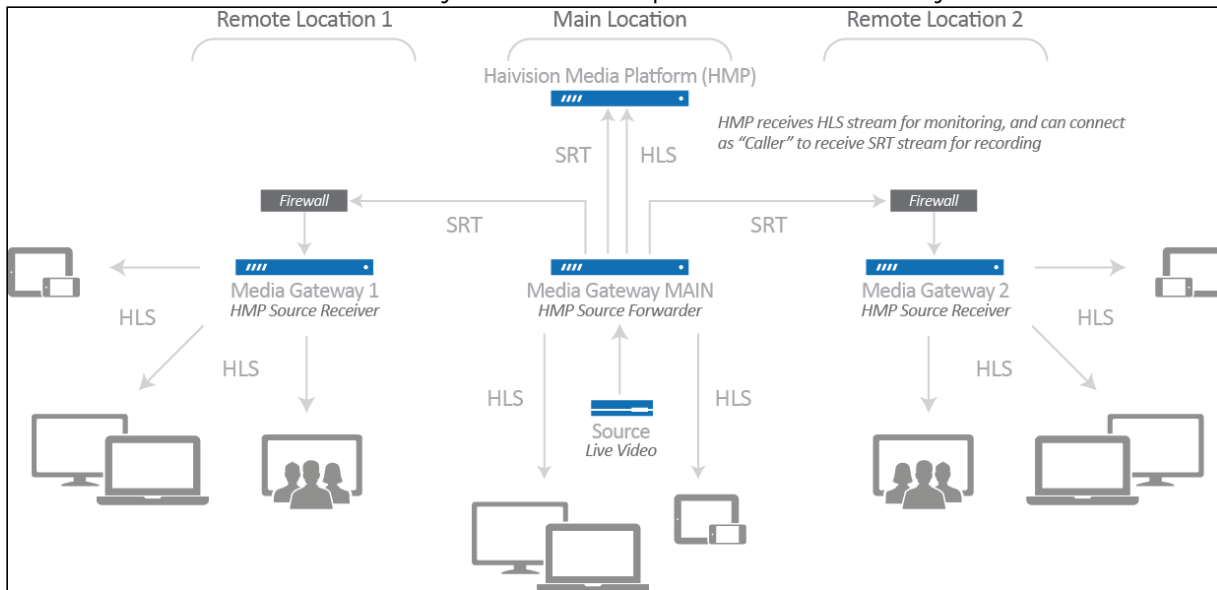 Remote Location 1
Main Location
Remote Location 2
Haivision Media Platform (HMP)
HMP receives HLS stream for monitoring, and can connect
as “Caller” to receive SRT stream for recording
SRT
HLS
Firewall
SRT
SRT
Firewall
Media Gateway 1
HMP Source Receiver
Media Gateway MAIN
HMP Source Forwarder
Media Gateway 2
HMP Source Receiver
HLS
HLS
HLS
HLS
HLS
HLS
Source
Live Video